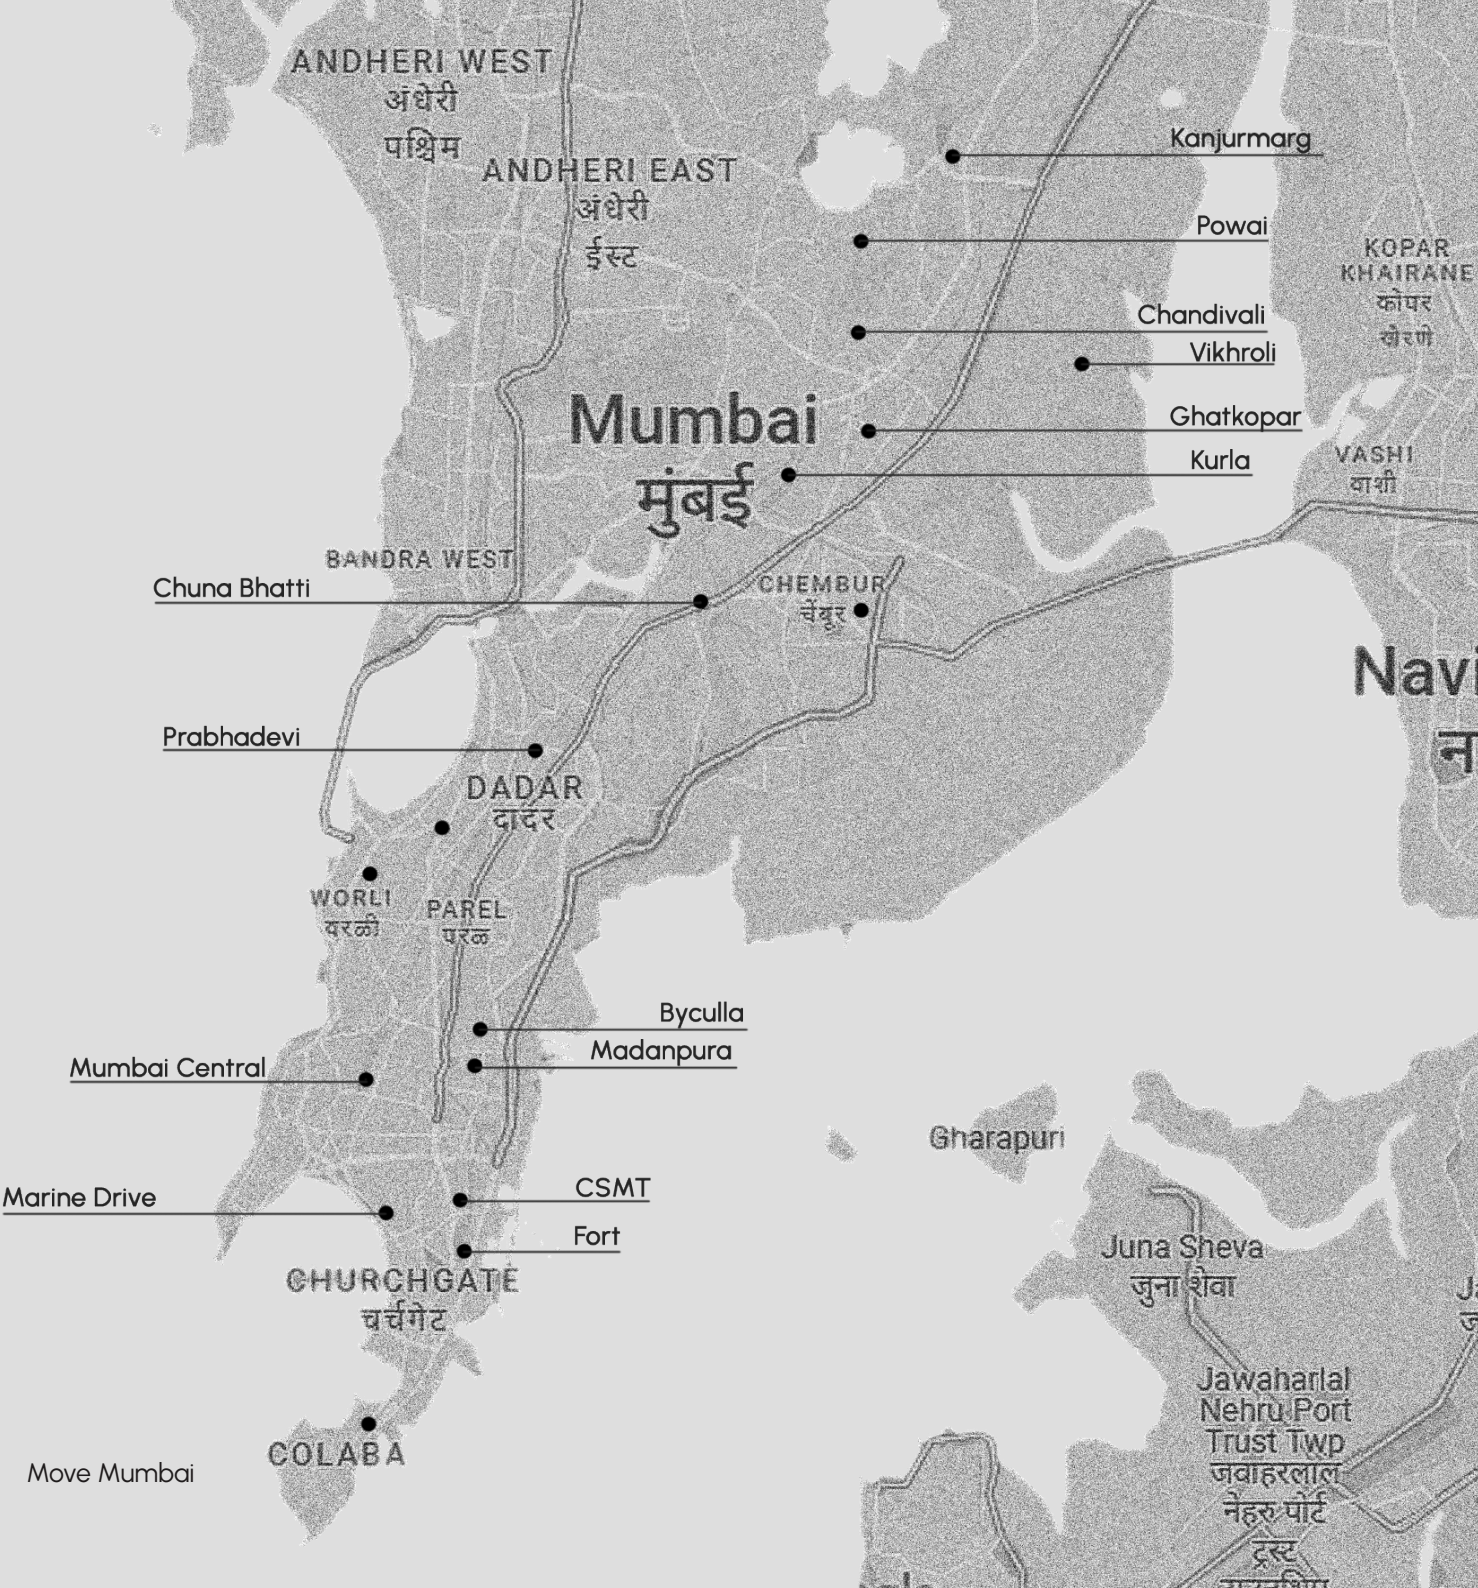 ANDHERI WEST
अंधेरी
पश्चिम
ANDHERI EAST
अंधेरी
ईस्ट
Kanjurmarg
Powai
KOPAR
KHAIRANE
कोपर
खैरणे
Chandivali
Vikhroli
Mumbai
मुंबई
Ghatkopar
Kurla
VASHI
वाशी
BANDRA WEST
Chuna Bhatti
CHEMBUR
चेंबूर
Navi
Prabhadevi
DADAR
दादर
WORLI
वरळी
PAREL
परळ
Byculla
Madanpura
Mumbai Central
Gharapuri
Marine Drive
CSMT
Fort
Juna Sheva
जुना शेवा
CHURCHGATE
चर्चगेट
Jawaharlal
Nehru Port
Trust Twp
जवाहरलाल
नेहरु पोर्ट
ट्रस्ट
COLABA
Move Mumbai